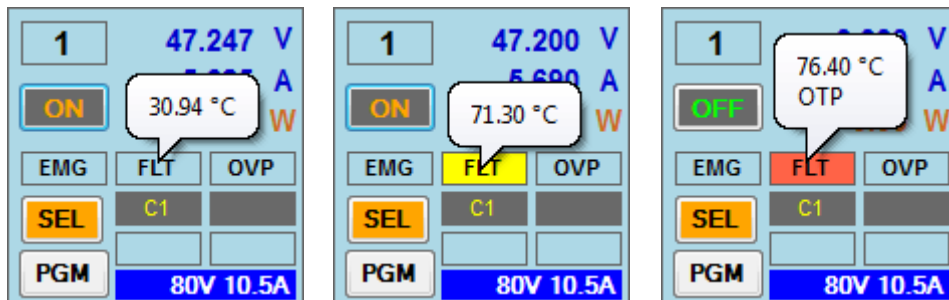 1
47.247 V
A
ON
30.94 °C
W
EMG
FLT
OVP
SEL
C1
PGM
80V 10.5A
1
47.200 V
5.690 A
ON
71.30 °C
W
EMG
FLT
OVP
SEL
C1
PGM
80V 10.5A
1
V
76.40 °C
OTP
A
OFF
W
EMG
FLT
OVP
SEL
C1
PGM
80V 10.5A